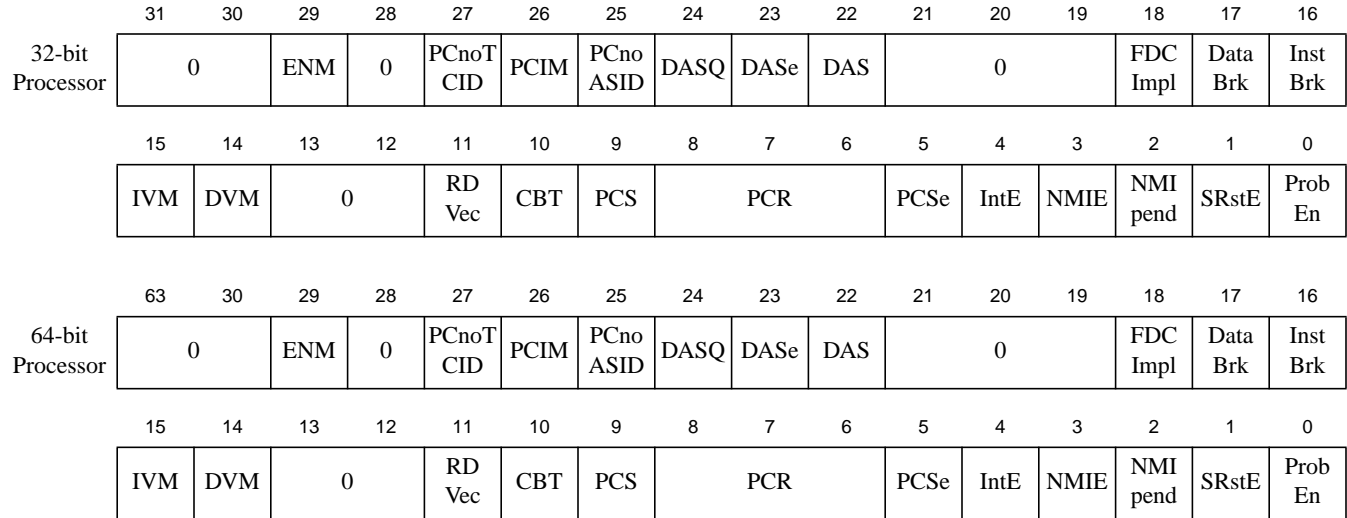 31 30 29 28 27 26 25 24 23 22 21 20 19 18 17 16
32-bit Processor 0 ENM 0 PCnoT CID PCIM PCno ASID DASQ DASe DAS 0 FDC Impl Data Brk Inst Brk
15 14 13 12 11 10 9 8 7 6 5 4 3 2 1 0
IVM DVM 0 RD Vec CBT PCS PCR PCSe IntE NMIE NMI pend SRstE Prob En
63 30 29 28 27 26 25 24 23 22 21 20 19 18 17 16
64-bit Processor 0 ENM 0 PCnoT CID PCIM PCno ASID DASQ DASe DAS 0 FDC Impl Data Brk Inst Brk
15 14 13 12 11 10 9 8 7 6 5 4 3 2 1 0
IVM DVM 0 RD Vec CBT PCS PCR PCSe IntE NMIE NMI pend SRstE Prob En